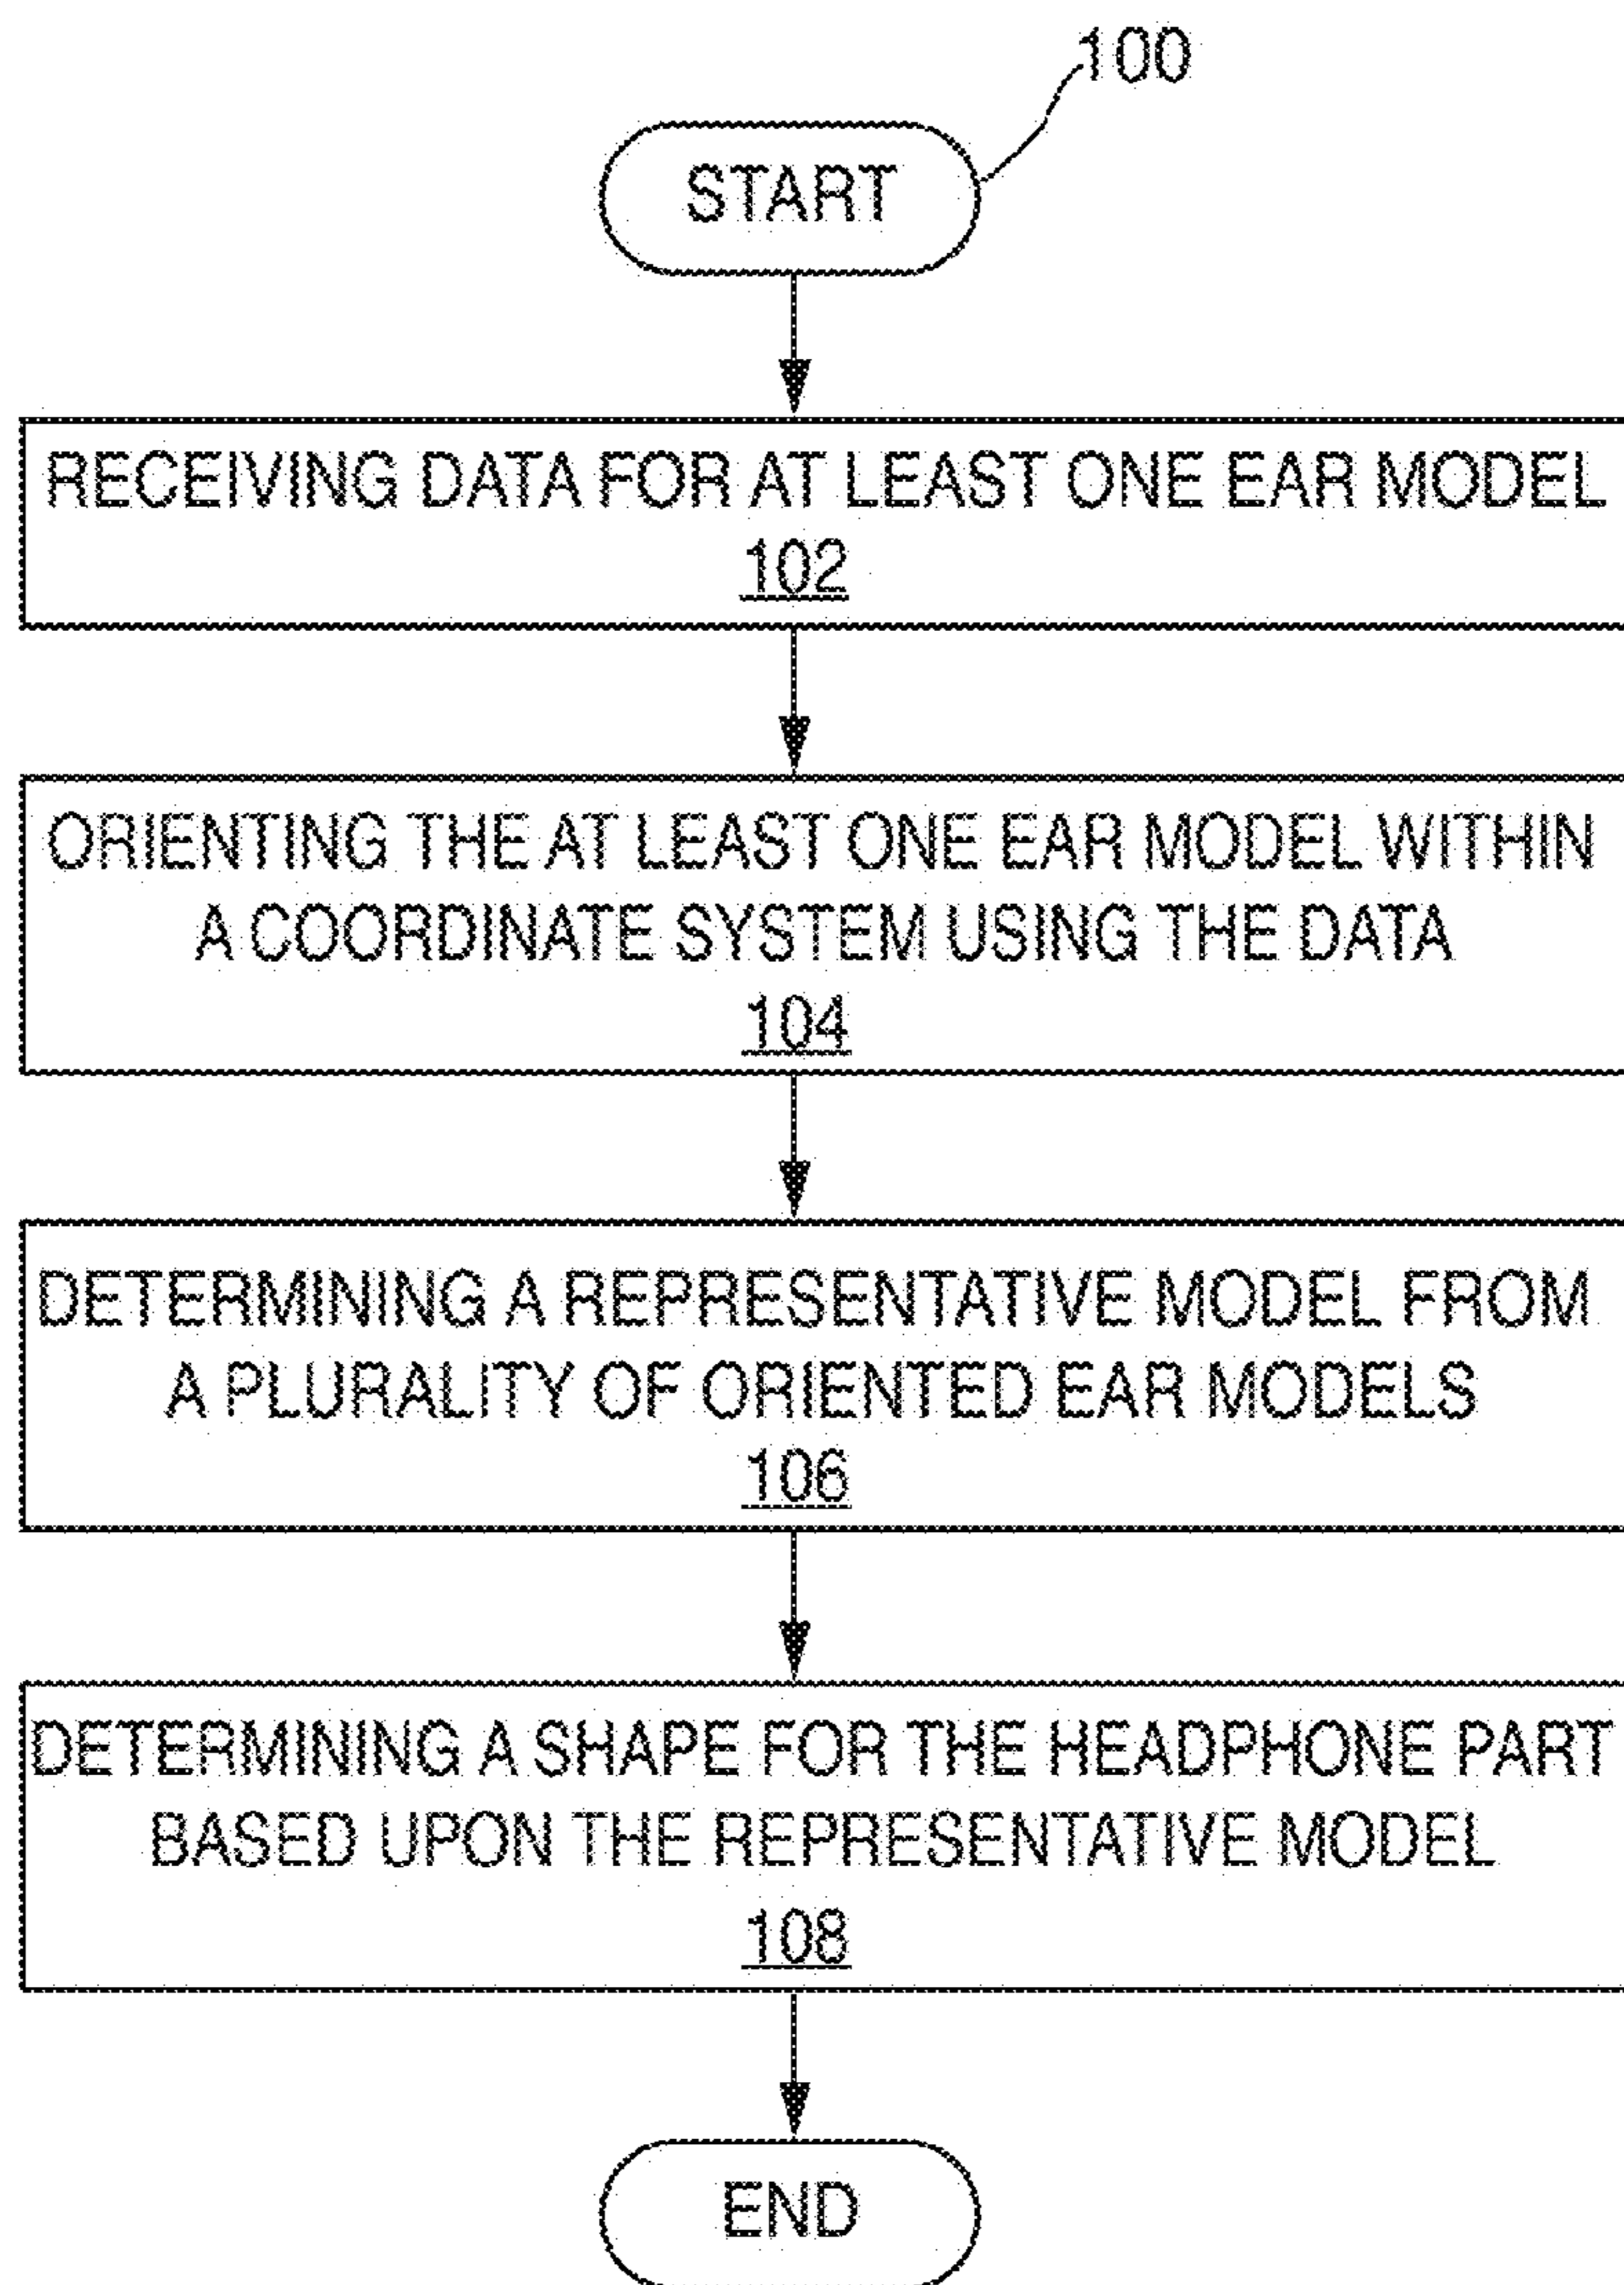 100
START
RECEIVING DATA FOR AT LEAST ONE EAR MODEL
102
ORIENTING THE AT LEAST ONE EAR MODEL WITHIN
A COORDINATE SYSTEM USING THE DATA
104
DETERMINING A REPRESENTATIVE MODEL FROM
A PLURALITY OF ORIENTED EAR MODELS
106
DETERMINING A SHAPE FOR THE HEADPHONE PART
BASED UPON THE REPRESENTATIVE MODEL
108
END